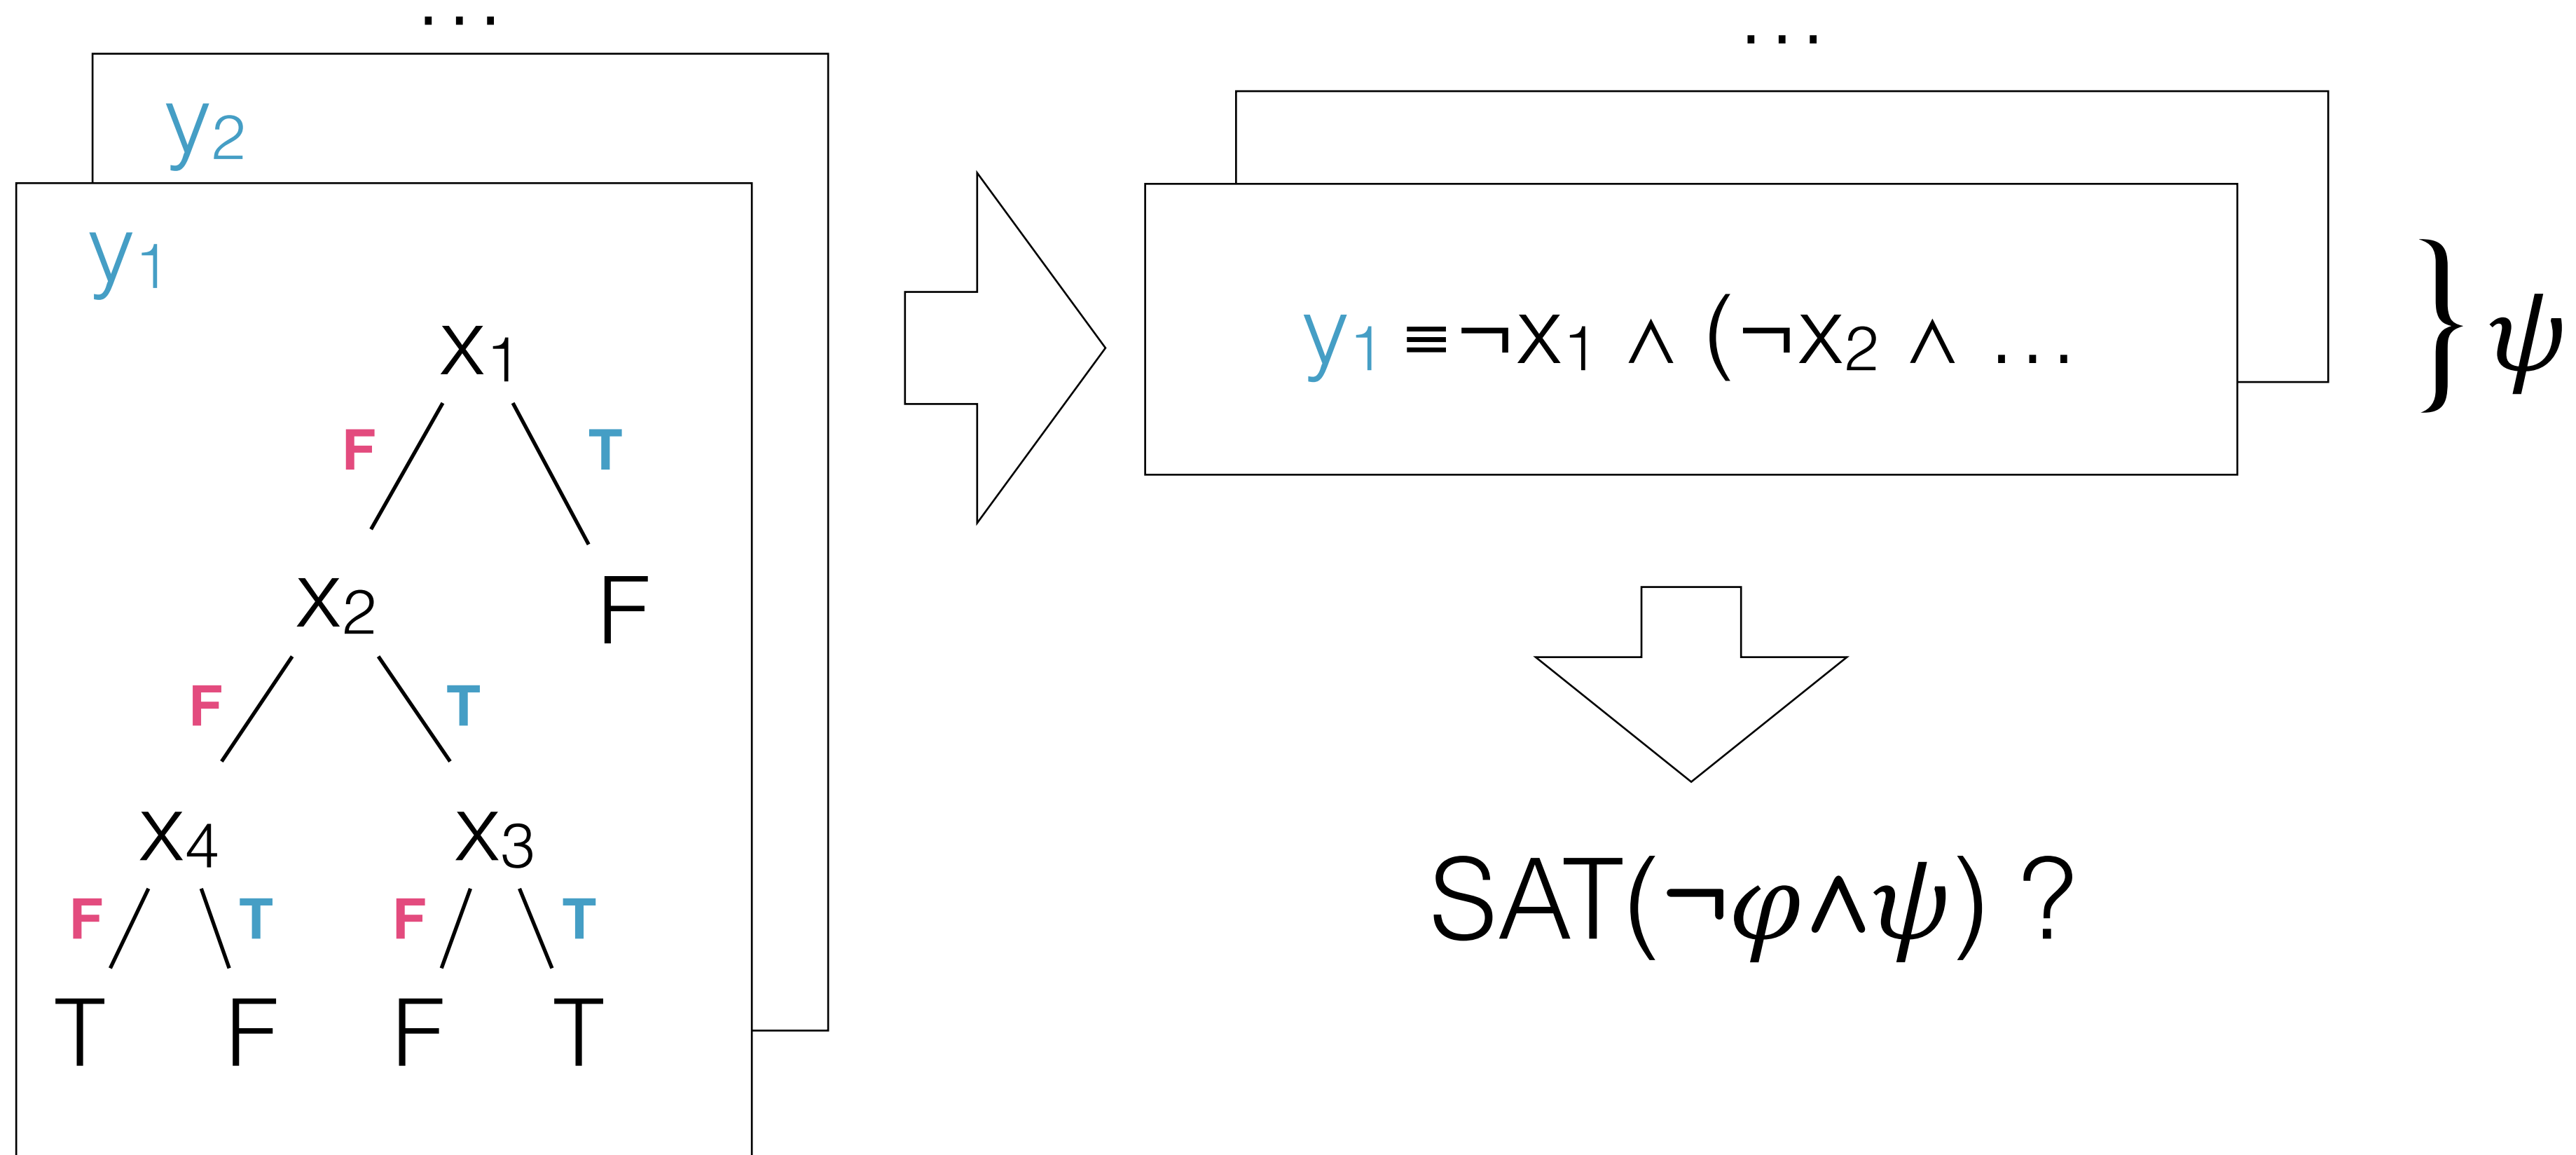 ...
y2
y1
x1
F T
x2 F
F T
x4 x3
F T F T
T F F T
...
y1 ≡ ¬x1 ∧ (¬x2 ∧ ...
} ψ
SAT(¬φ∧ψ) ?